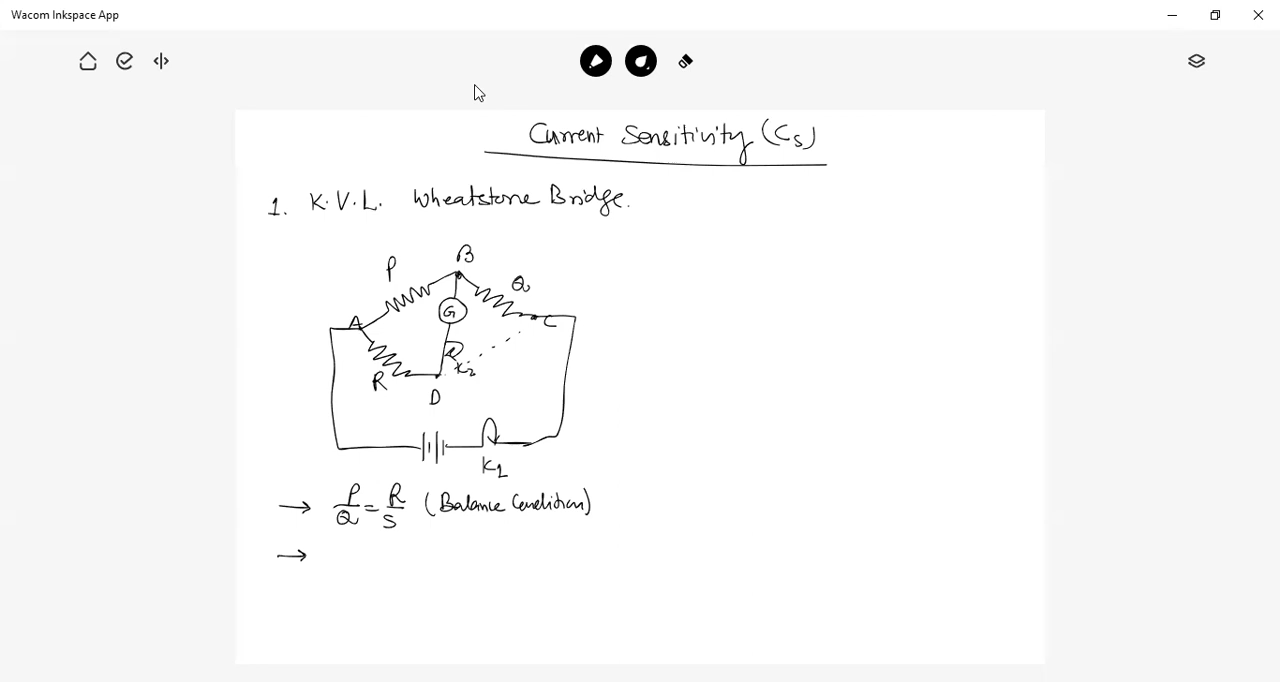 Wacom Inkspace App
Current Sensitivity (Cs)
1. K.V.L. Wheatstone Bridge.
B
P
Q
G
A
C
K2
R
D
K1
→ P/Q = R/S (Balance Condition)
→